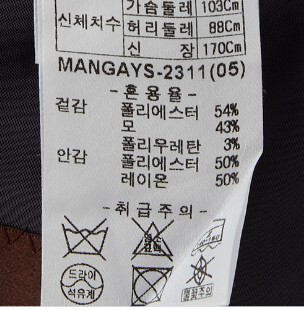 가슴둘레 103Cm
신체치수 허리둘레 88Cm
신 장 170Cm
MANGAYS-2311(05)
- 혼 용 율 -
겉감 폴리에스터 54%
모 43%
폴리우레탄 3%
안감 폴리에스터 50%
레이온 50%
- 취 급 주 의 -
드라이
석유계